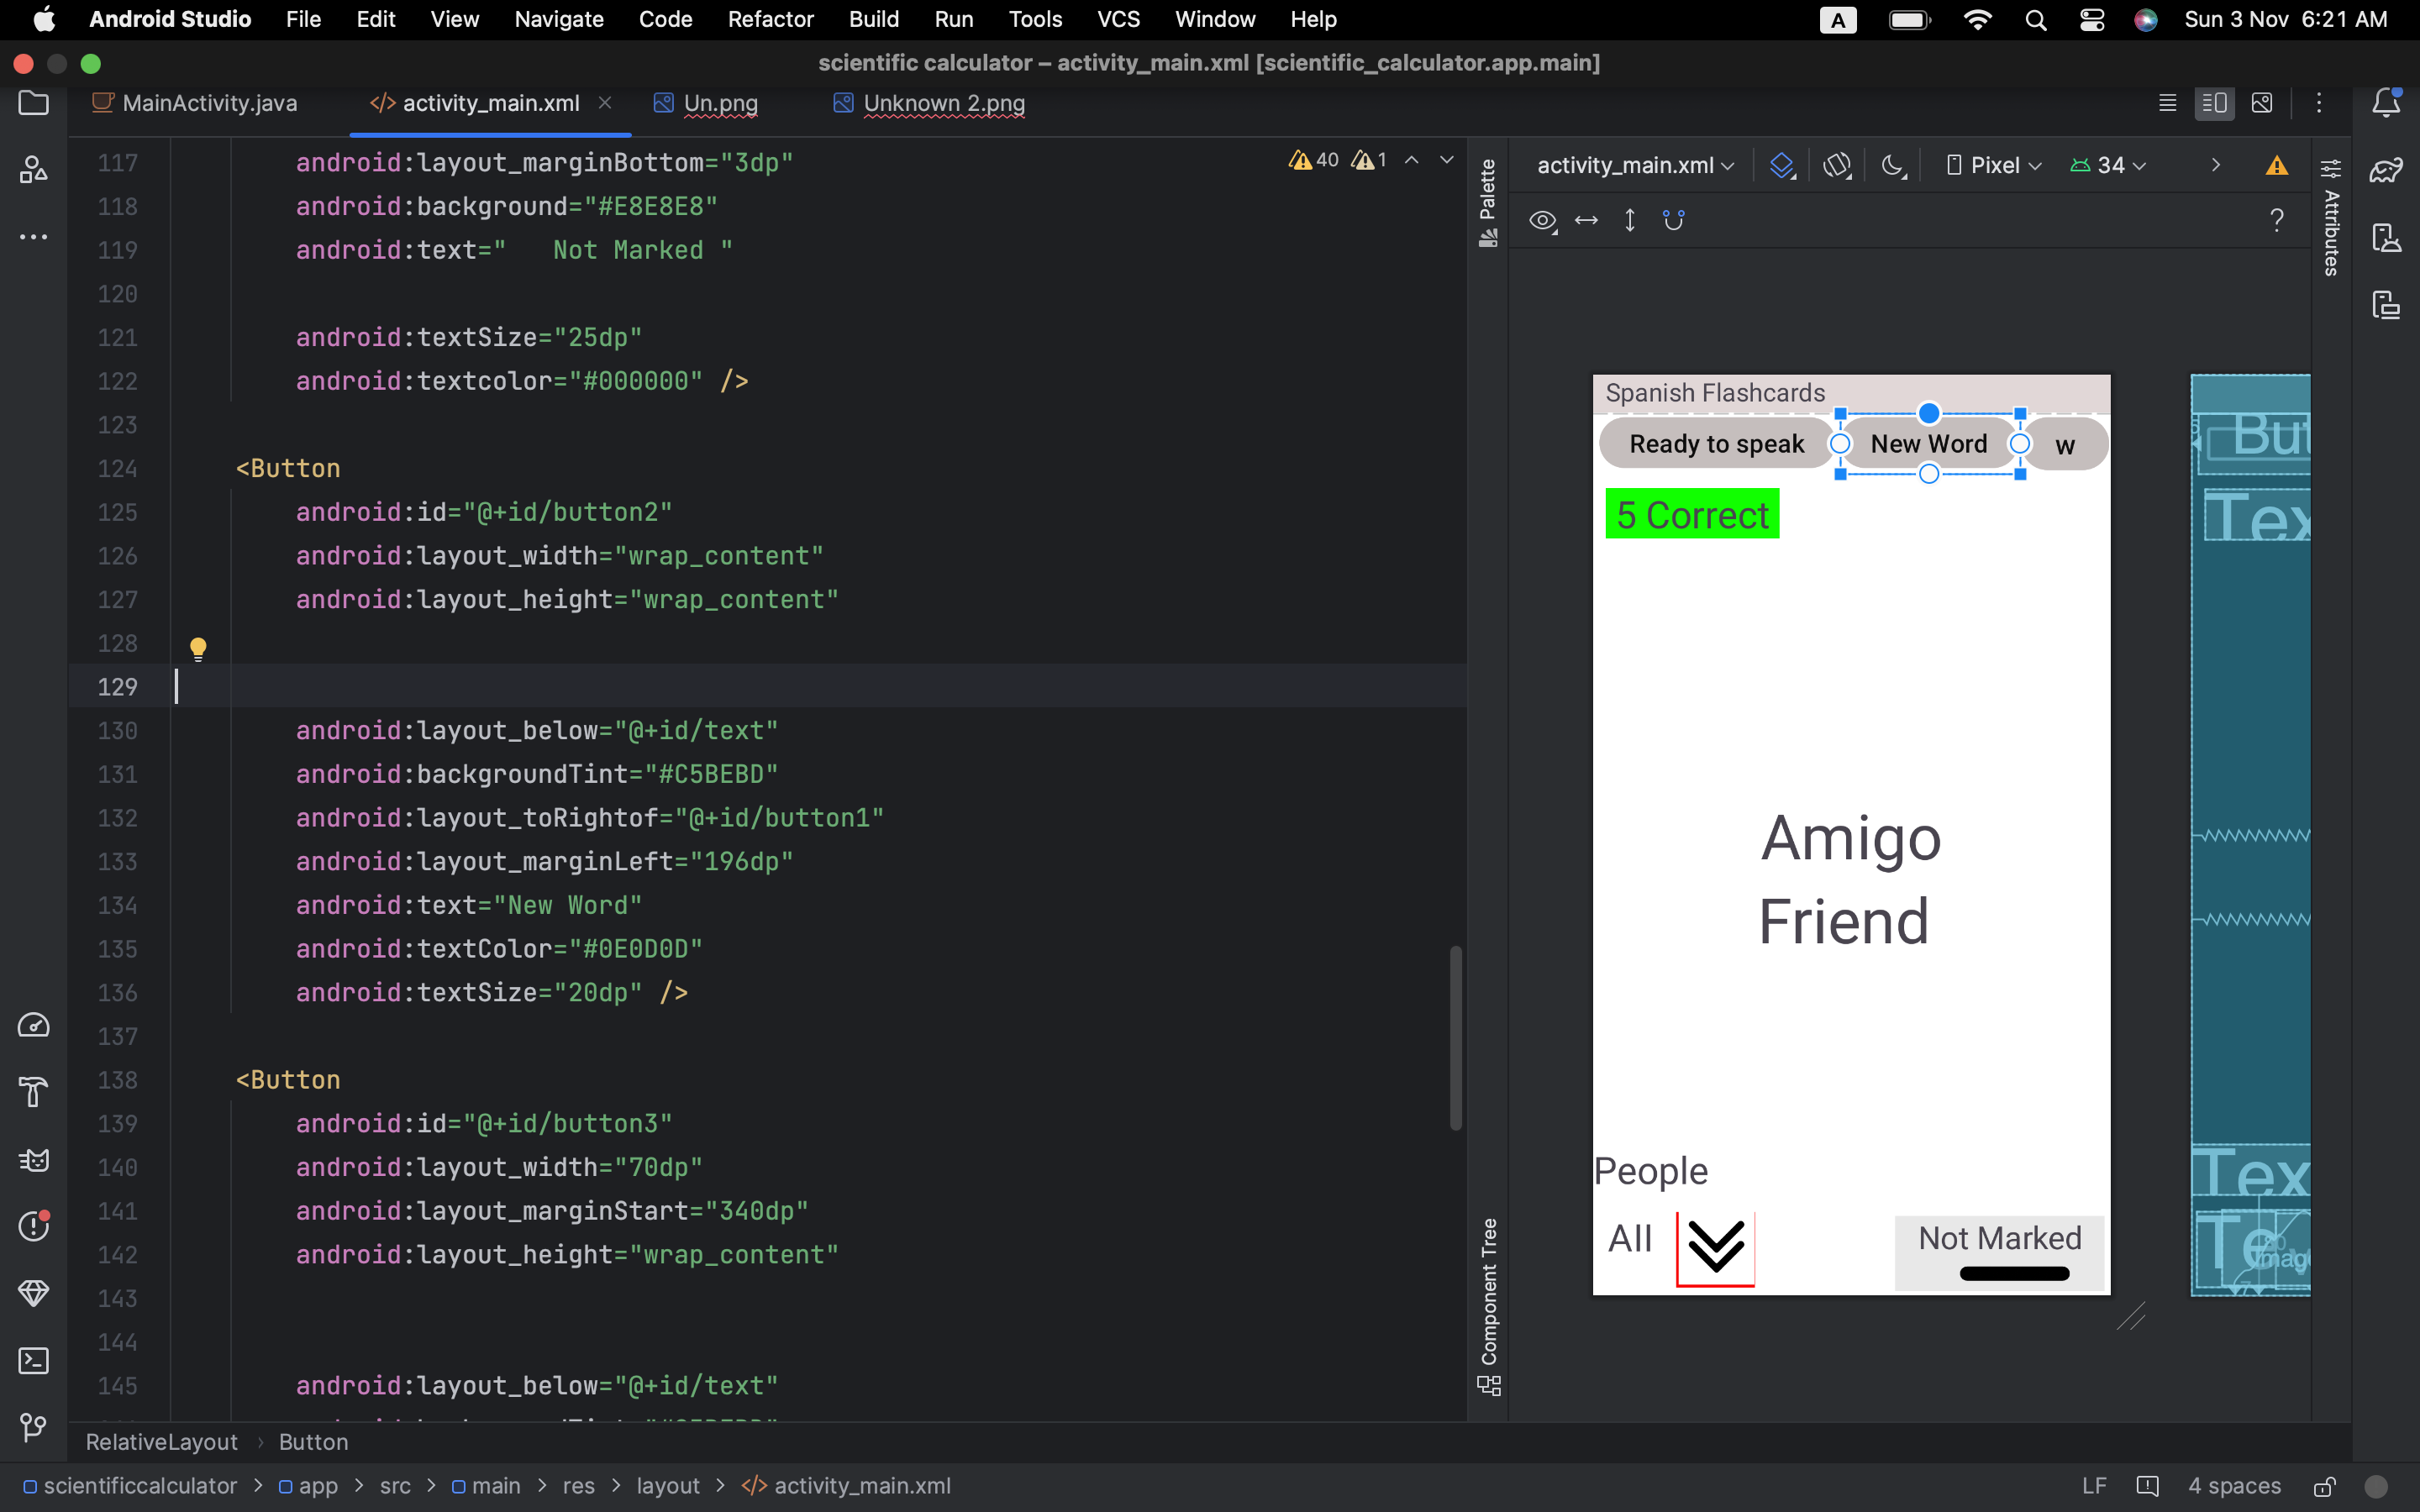 Android Studio File Edit View Navigate Code Refactor Build Run Tools VCS Window Help A Sun 3 Nov 6:21 AM
scientific calculator – activity_main.xml [scientific_calculator.app.main]
MainActivity.java </> activity_main.xml Un.png Unknown 2.png
40 1
117 android:layout_marginBottom="3dp"
118 android:background="#E8E8E8"
119 android:text="   Not Marked "
120
121 android:textSize="25dp"
122 android:textcolor="#000000" />
123
124 <Button
125 android:id="@+id/button2"
126 android:layout_width="wrap_content"
127 android:layout_height="wrap_content"
128
129
130 android:layout_below="@+id/text"
131 android:backgroundTint="#C5BEBD"
132 android:layout_toRightof="@+id/button1"
133 android:layout_marginLeft="196dp"
134 android:text="New Word"
135 android:textColor="#0E0D0D"
136 android:textSize="20dp" />
137
138 <Button
139 android:id="@+id/button3"
140 android:layout_width="70dp"
141 android:layout_marginStart="340dp"
142 android:layout_height="wrap_content"
143
144
145 android:layout_below="@+id/text"
Palette
Component Tree
activity_main.xml Pixel 34
?
Attributes
Spanish Flashcards
Ready to speak New Word w
5 Correct
Amigo
Friend
People
All Not Marked
But
Tex
Tex
Te
RelativeLayout › Button
scientificcalculator > app > src > main > res > layout > </> activity_main.xml LF 4 spaces